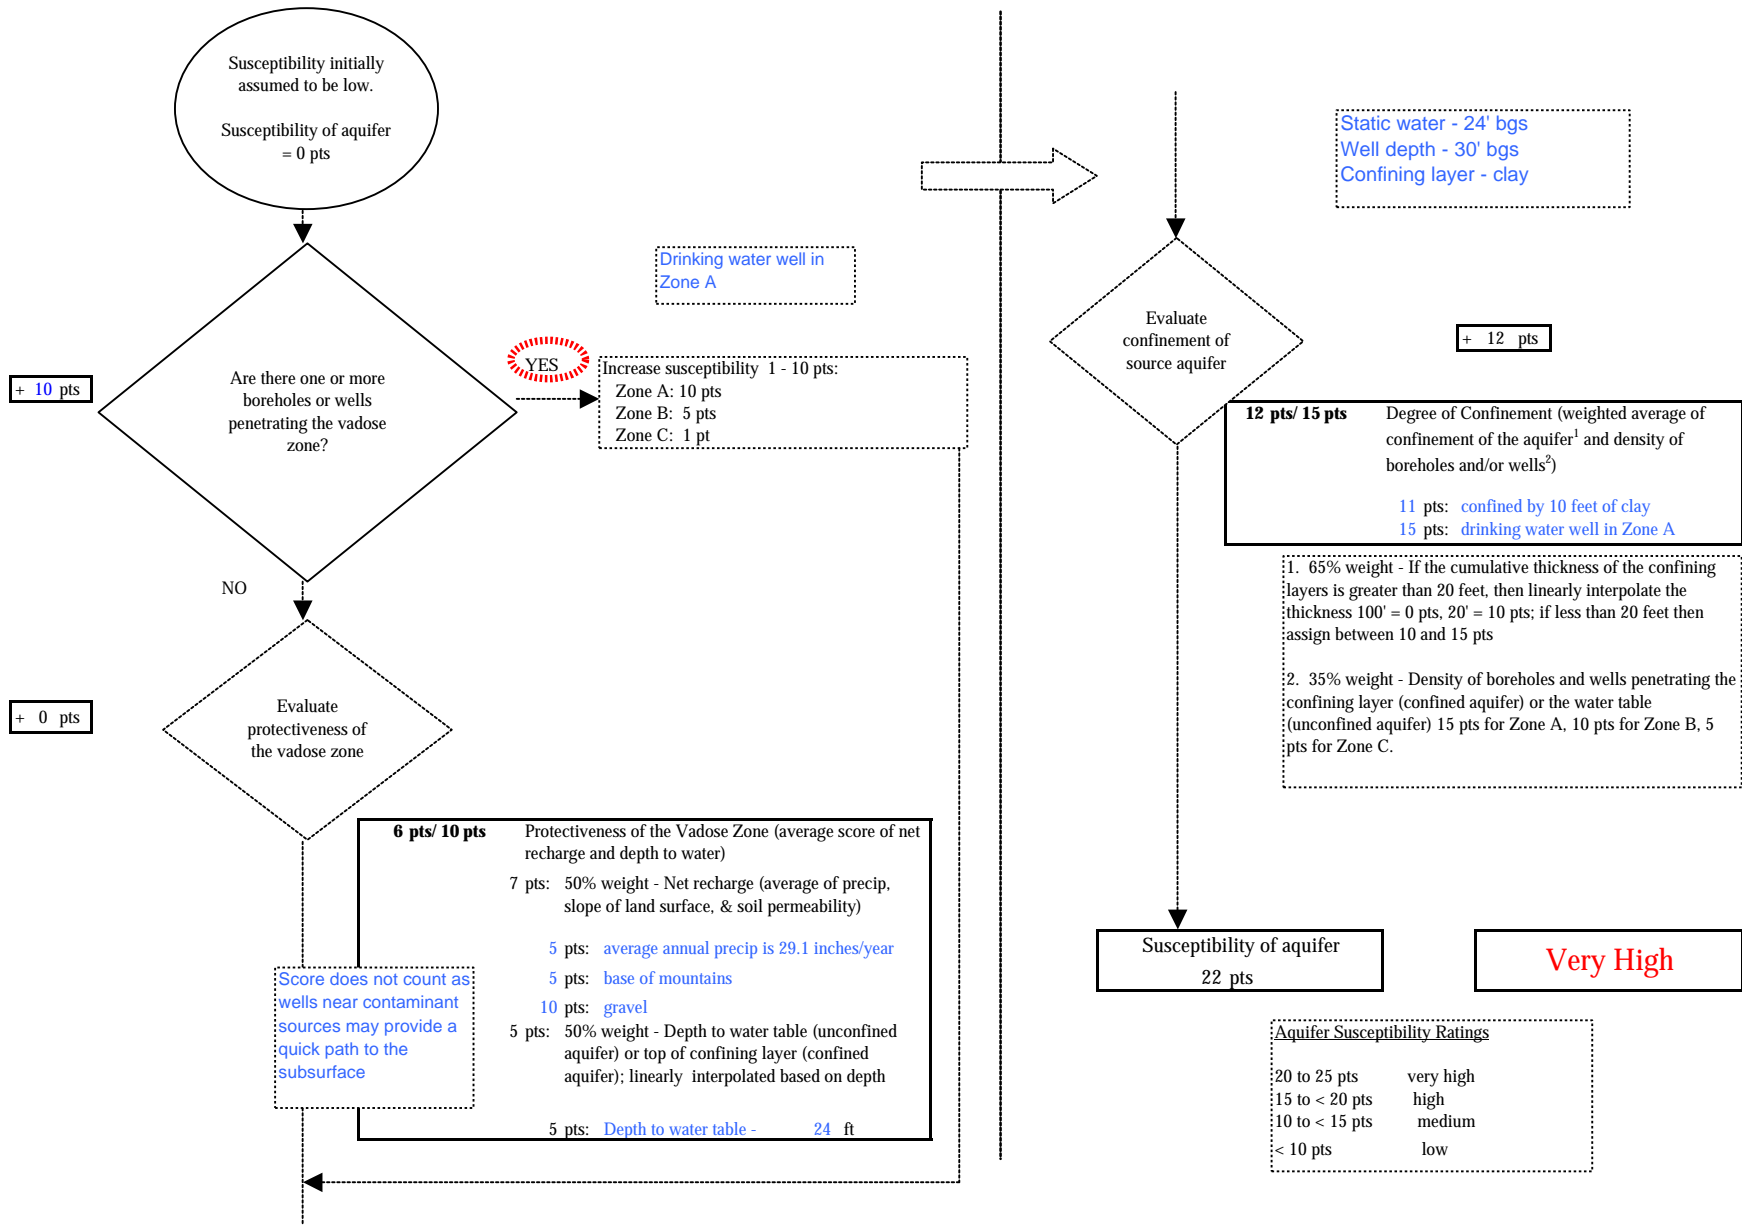 Susceptibility initially
assumed to be low.
Susceptibility of aquifer
= 0 pts
Drinking water well in
Zone A
+ 10 pts
Are there one or more
boreholes or wells
penetrating the vadose
zone?
YES
Increase susceptibility 1 - 10 pts:
Zone A: 10 pts
Zone B: 5 pts
Zone C: 1 pt
NO
+ 0 pts
Evaluate
protectiveness of
the vadose zone
6 pts/ 10 pts Protectiveness of the Vadose Zone (average score of net
recharge and depth to water)
7 pts: 50% weight - Net recharge (average of precip,
slope of land surface, & soil permeability)
5 pts: average annual precip is 29.1 inches/year
5 pts: base of mountains
10 pts: gravel
5 pts: 50% weight - Depth to water table (unconfined
aquifer) or top of confining layer (confined
aquifer); linearly interpolated based on depth
5 pts: Depth to water table - 24 ft
Score does not count as
wells near contaminant
sources may provide a
quick path to the
subsurface
Static water - 24' bgs
Well depth - 30' bgs
Confining layer - clay
Evaluate
confinement of
source aquifer
+ 12 pts
12 pts/ 15 pts Degree of Confinement (weighted average of
confinement of the aquifer1 and density of
boreholes and/or wells2)
11 pts: confined by 10 feet of clay
15 pts: drinking water well in Zone A
1. 65% weight - If the cumulative thickness of the confining
layers is greater than 20 feet, then linearly interpolate the
thickness 100' = 0 pts, 20' = 10 pts; if less than 20 feet then
assign between 10 and 15 pts
2. 35% weight - Density of boreholes and wells penetrating the
confining layer (confined aquifer) or the water table
(unconfined aquifer) 15 pts for Zone A, 10 pts for Zone B, 5
pts for Zone C.
Susceptibility of aquifer
22 pts
Very High
Aquifer Susceptibility Ratings
20 to 25 pts very high
15 to < 20 pts high
10 to < 15 pts medium
< 10 pts low